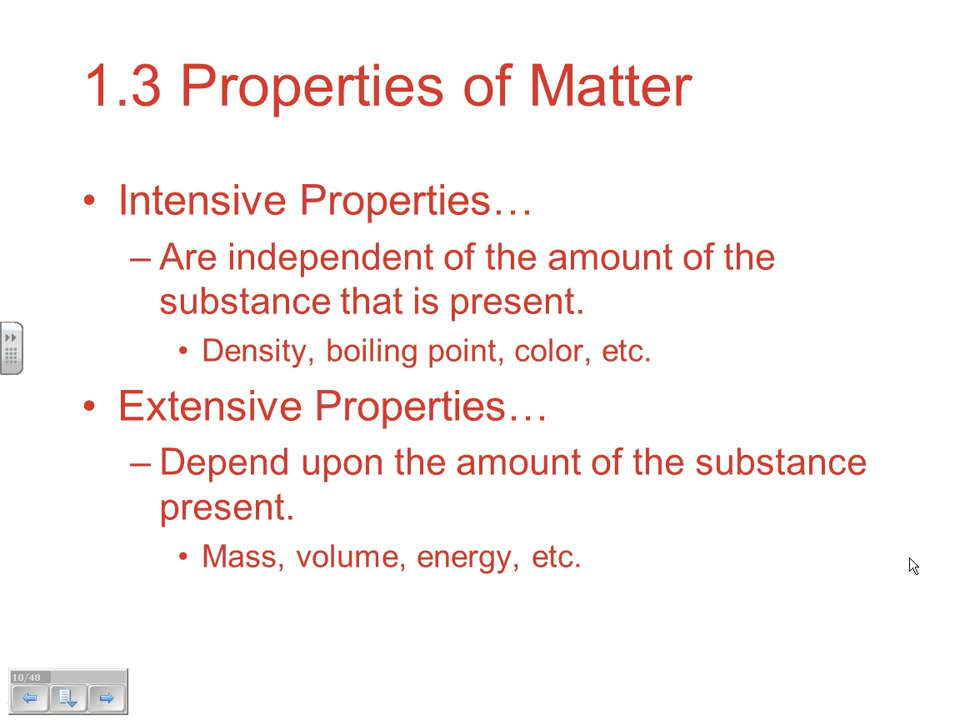 1.3 Properties of Matter
• Intensive Properties…
– Are independent of the amount of the
substance that is present.
• Density, boiling point, color, etc.
• Extensive Properties…
– Depend upon the amount of the substance
present.
• Mass, volume, energy, etc.
10/48